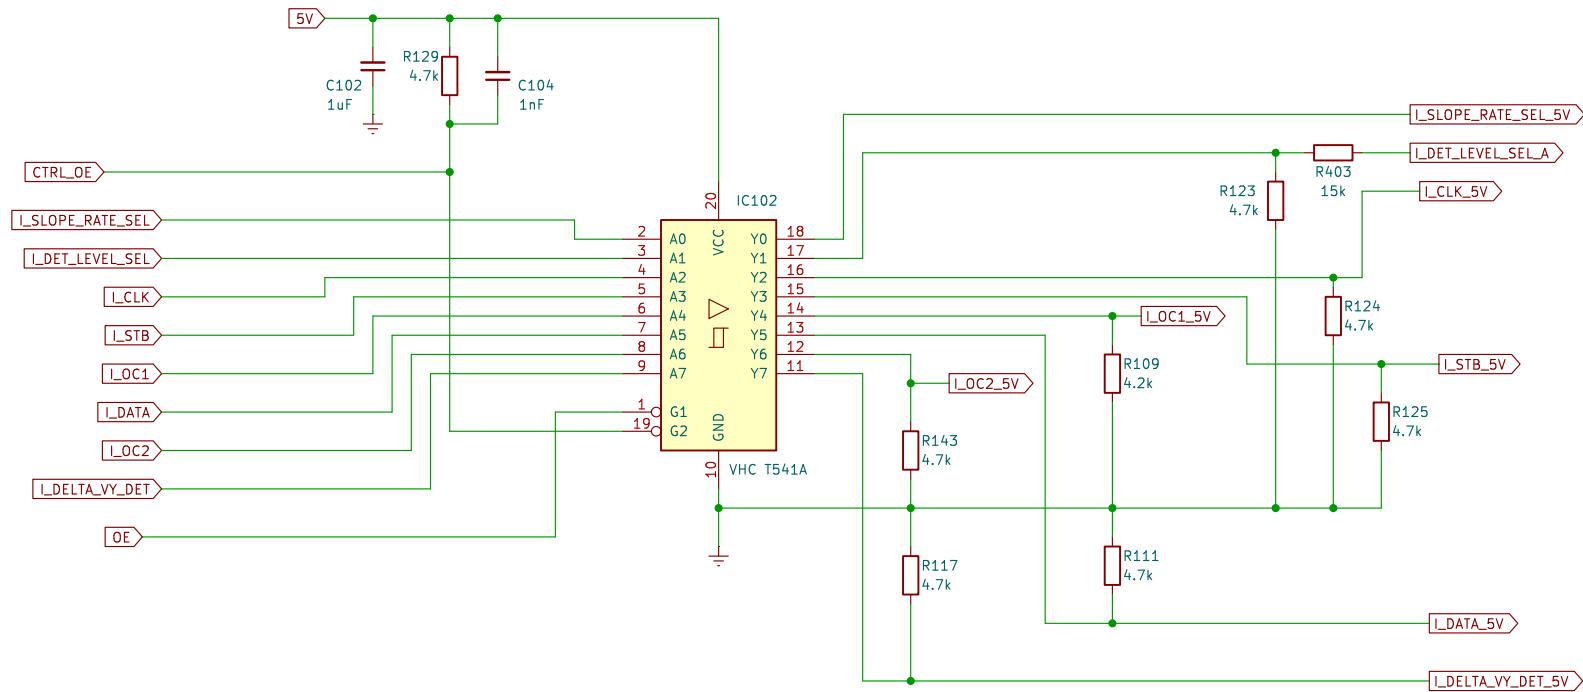 5V
R129
4.7k
C102
1uF
C104
1nF
I_SLOPE_RATE_SEL_5V
I_DET_LEVEL_SEL_A
R403
15k
CTRL_OE
R123
4.7k
I_CLK_5V
20
IC102
I_SLOPE_RATE_SEL
2
A0
VCC
Y0
18
I_DET_LEVEL_SEL
3
A1
Y1
17
4
A2
Y2
16
I_CLK
5
A3
Y3
15
6
A4
Y4
14
I_OC1_5V
R124
4.7k
I_STB
7
A5
Y5
13
8
A6
Y6
12
I_OC1
9
A7
Y7
11
R109
4.2k
I_STB_5V
I_OC2_5V
I_DATA
1
G1
19
G2
GND
R125
4.7k
I_OC2
R143
4.7k
10
VHC T541A
I_DELTA_VY_DET
OE
R117
4.7k
R111
4.7k
I_DATA_5V
I_DELTA_VY_DET_5V